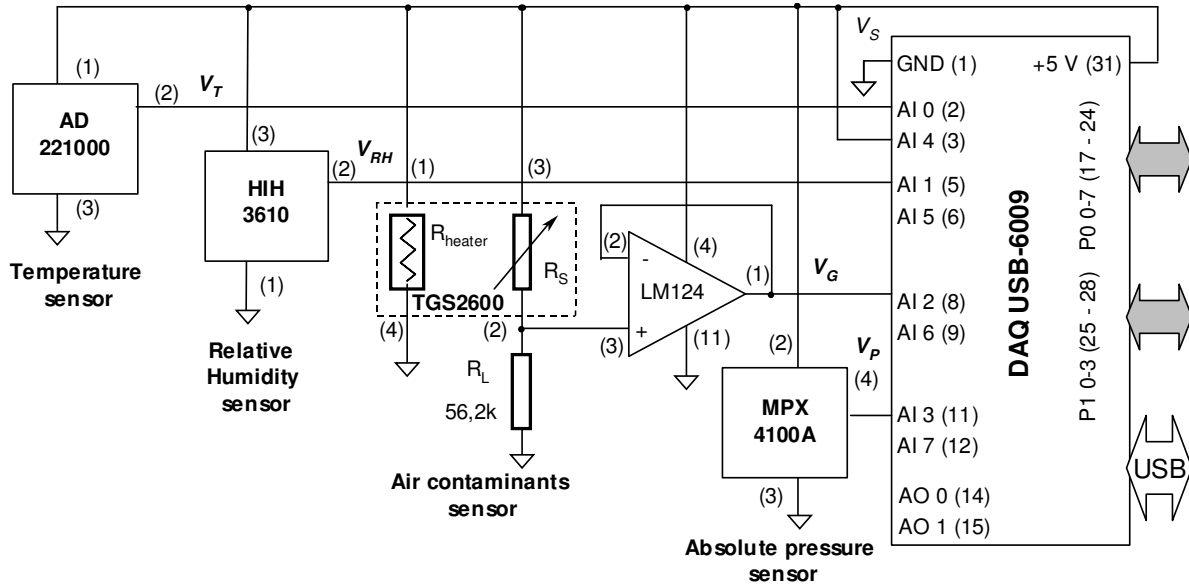 V_S
(1)
(2)
V_T
AD
221000
(3)
Temperature
sensor
(3)
V_RH
(2)
HIH
3610
(1)
Relative
Humidity
sensor
(1)
(3)
R_heater
R_S
TGS2600
(4)
(2)
R_L
56,2k
Air contaminants
sensor
(2)
-
(4)
LM124
(1)
V_G
+
(3)
(11)
(2)
V_P
(4)
MPX
4100A
(3)
Absolute pressure
sensor
GND (1)
+5 V (31)
AI 0 (2)
AI 4 (3)
AI 1 (5)
AI 5 (6)
AI 2 (8)
AI 6 (9)
AI 3 (11)
AI 7 (12)
AO 0 (14)
AO 1 (15)
DAQ USB-6009
P0 0-7 (17 - 24)
P1 0-3 (25 - 28)
USB